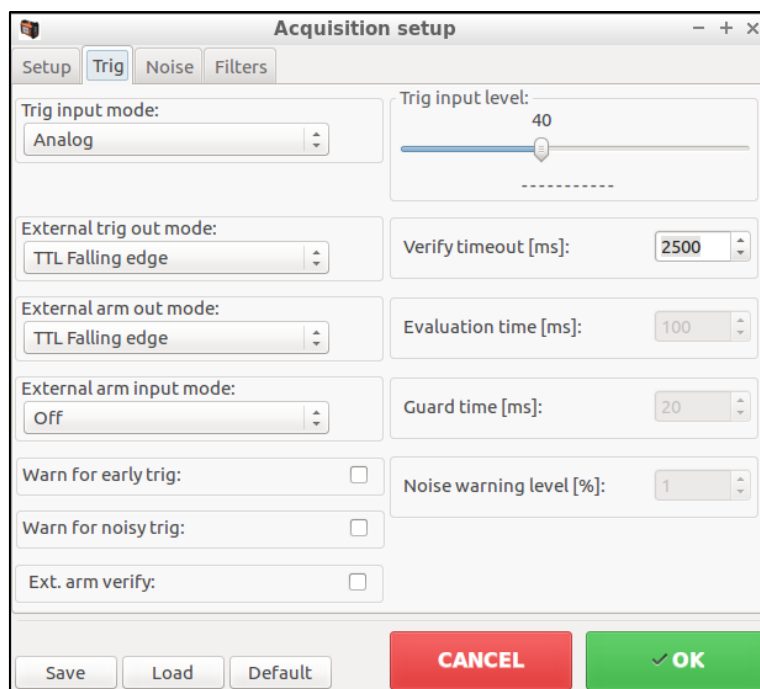 Acquisition setup
Setup
Trig
Noise
Filters
Trig input mode:
Analog
Trig input level:
40
-----------
External trig out mode:
TTL Falling edge
Verify timeout [ms]:
2500
External arm out mode:
TTL Falling edge
Evaluation time [ms]:
100
External arm input mode:
Off
Guard time [ms]:
20
Warn for early trig:
Noise warning level [%]:
1
Warn for noisy trig:
Ext. arm verify:
Save
Load
Default
CANCEL
OK